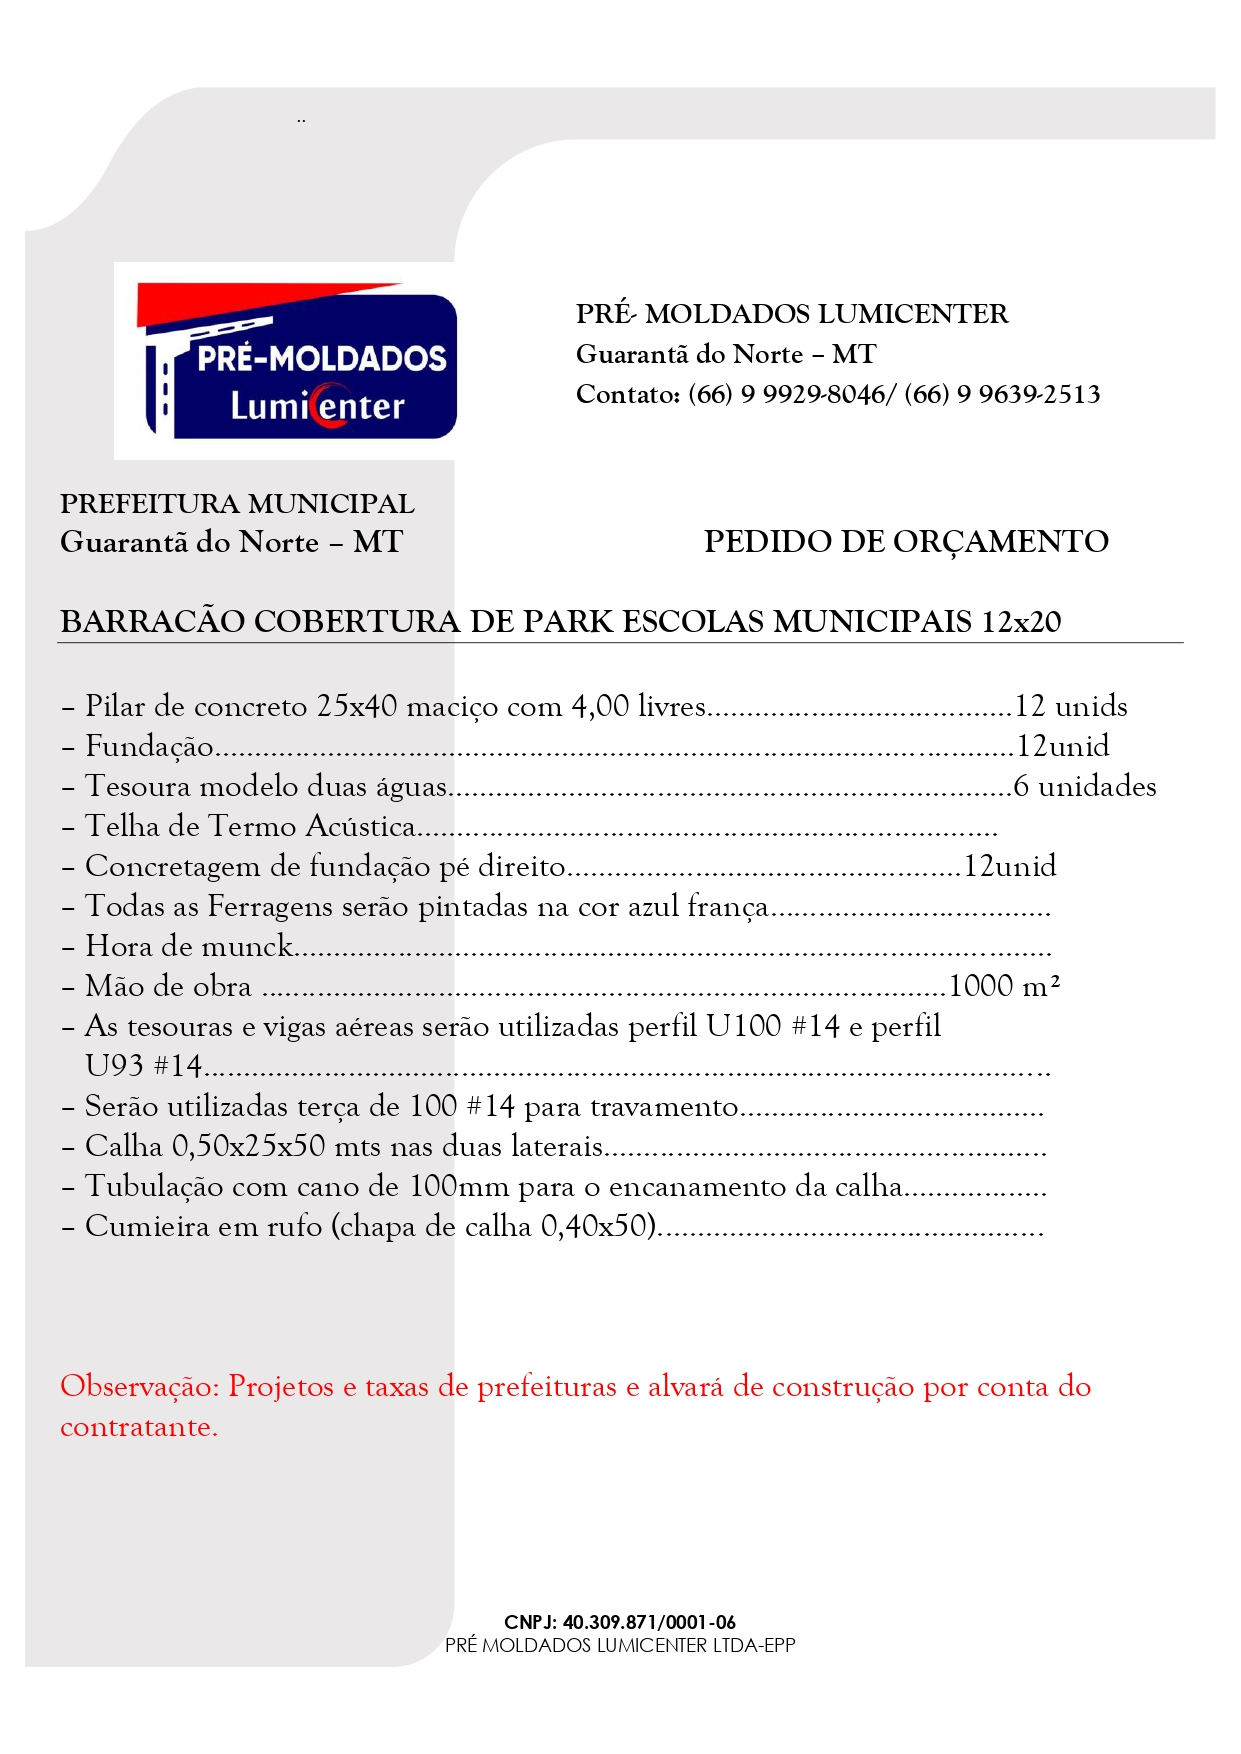 ..
PRÉ-MOLDADOS
LumiCenter
PRÉ- MOLDADOS LUMICENTER
Guarantã do Norte – MT
Contato: (66) 9 9929-8046/ (66) 9 9639-2513
PREFEITURA MUNICIPAL
Guarantã do Norte – MT PEDIDO DE ORÇAMENTO
BARRACÃO COBERTURA DE PARK ESCOLAS MUNICIPAIS 12x20
– Pilar de concreto 25x40 maciço com 4,00 livres......................................12 unids
– Fundação....................................................................................................12unid
– Tesoura modelo duas águas......................................................................6 unidades
– Telha de Termo Acústica........................................................................
– Concretagem de fundação pé direito.................................................12unid
– Todas as Ferragens serão pintadas na cor azul frança...................................
– Hora de munck..............................................................................................
– Mão de obra .....................................................................................1000 m²
– As tesouras e vigas aéreas serão utilizadas perfil U100 #14 e perfil
U93 #14.........................................................................................................
– Serão utilizadas terça de 100 #14 para travamento......................................
– Calha 0,50x25x50 mts nas duas laterais.......................................................
– Tubulação com cano de 100mm para o encanamento da calha..................
– Cumieira em rufo (chapa de calha 0,40x50)................................................
Observação: Projetos e taxas de prefeituras e alvará de construção por conta do
contratante.
CNPJ: 40.309.871/0001-06
PRÉ MOLDADOS LUMICENTER LTDA-EPP